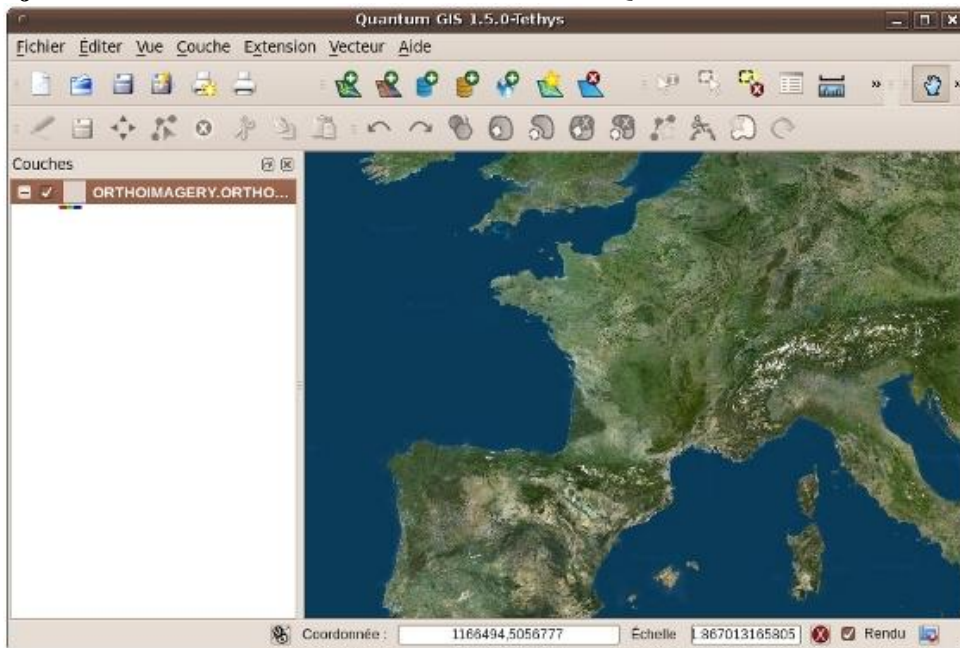 Quantum GIS 1.5.0-Tethys
Fichier Éditer Vue Couche Extension Vecteur Aide
Couches
ORTHOIMAGERY.ORTHO...
Coordonnée : 1166494,5056777 Échelle 1.867013165805 Rendu